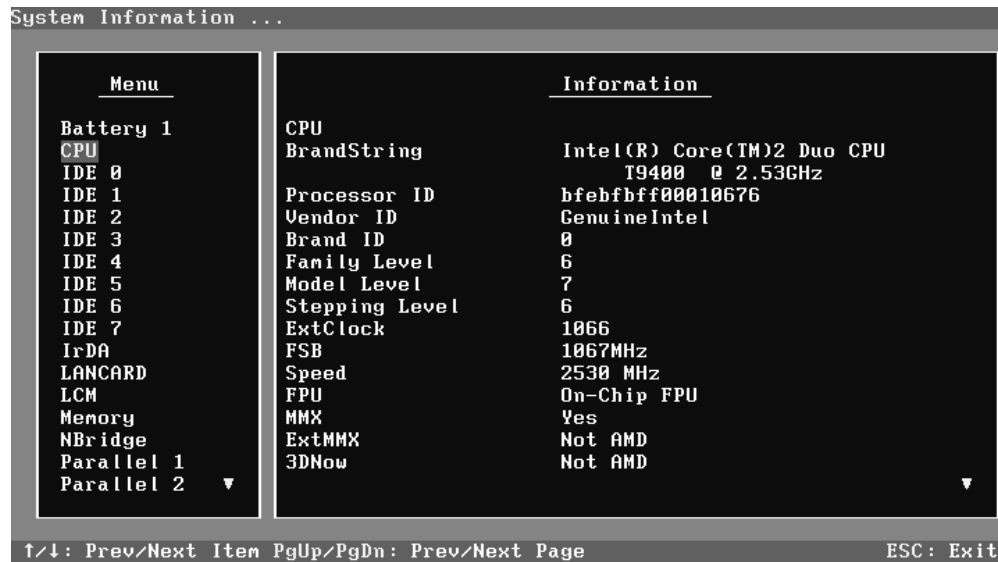 System Information ...
Menu
Battery 1
CPU
IDE 0
IDE 1
IDE 2
IDE 3
IDE 4
IDE 5
IDE 6
IDE 7
IrDA
LANCARD
LCM
Memory
NBridge
Parallel 1
Parallel 2 ▼
Information
CPU
BrandString Intel(R) Core(TM)2 Duo CPU
T9400 @ 2.53GHz
Processor ID bfebfbff00010676
Vendor ID GenuineIntel
Brand ID 0
Family Level 6
Model Level 7
Stepping Level 6
ExtClock 1066
FSB 1067MHz
Speed 2530 MHz
FPU On-Chip FPU
MMX Yes
ExtMMX Not AMD
3DNow Not AMD
▼
↑/↓: Prev/Next Item PgUp/PgDn: Prev/Next Page ESC: Exit